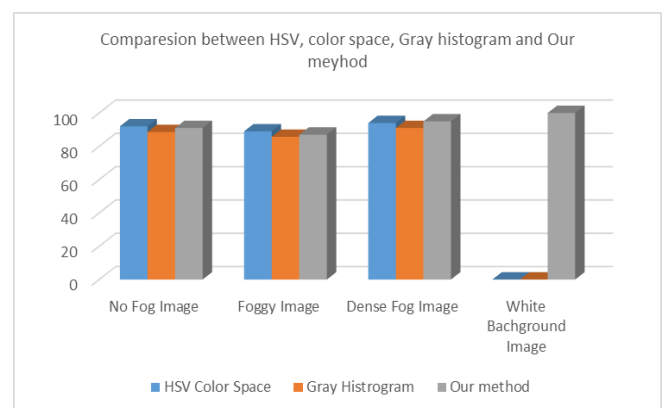 Comparesion between HSV, color space, Gray histogram and Our
meyhod
100
80
60
40
20
0
No Fog Image
Foggy Image
Dense Fog Image
White
Bachground
Image
HSV Color Space
Gray Histrogram
Our method